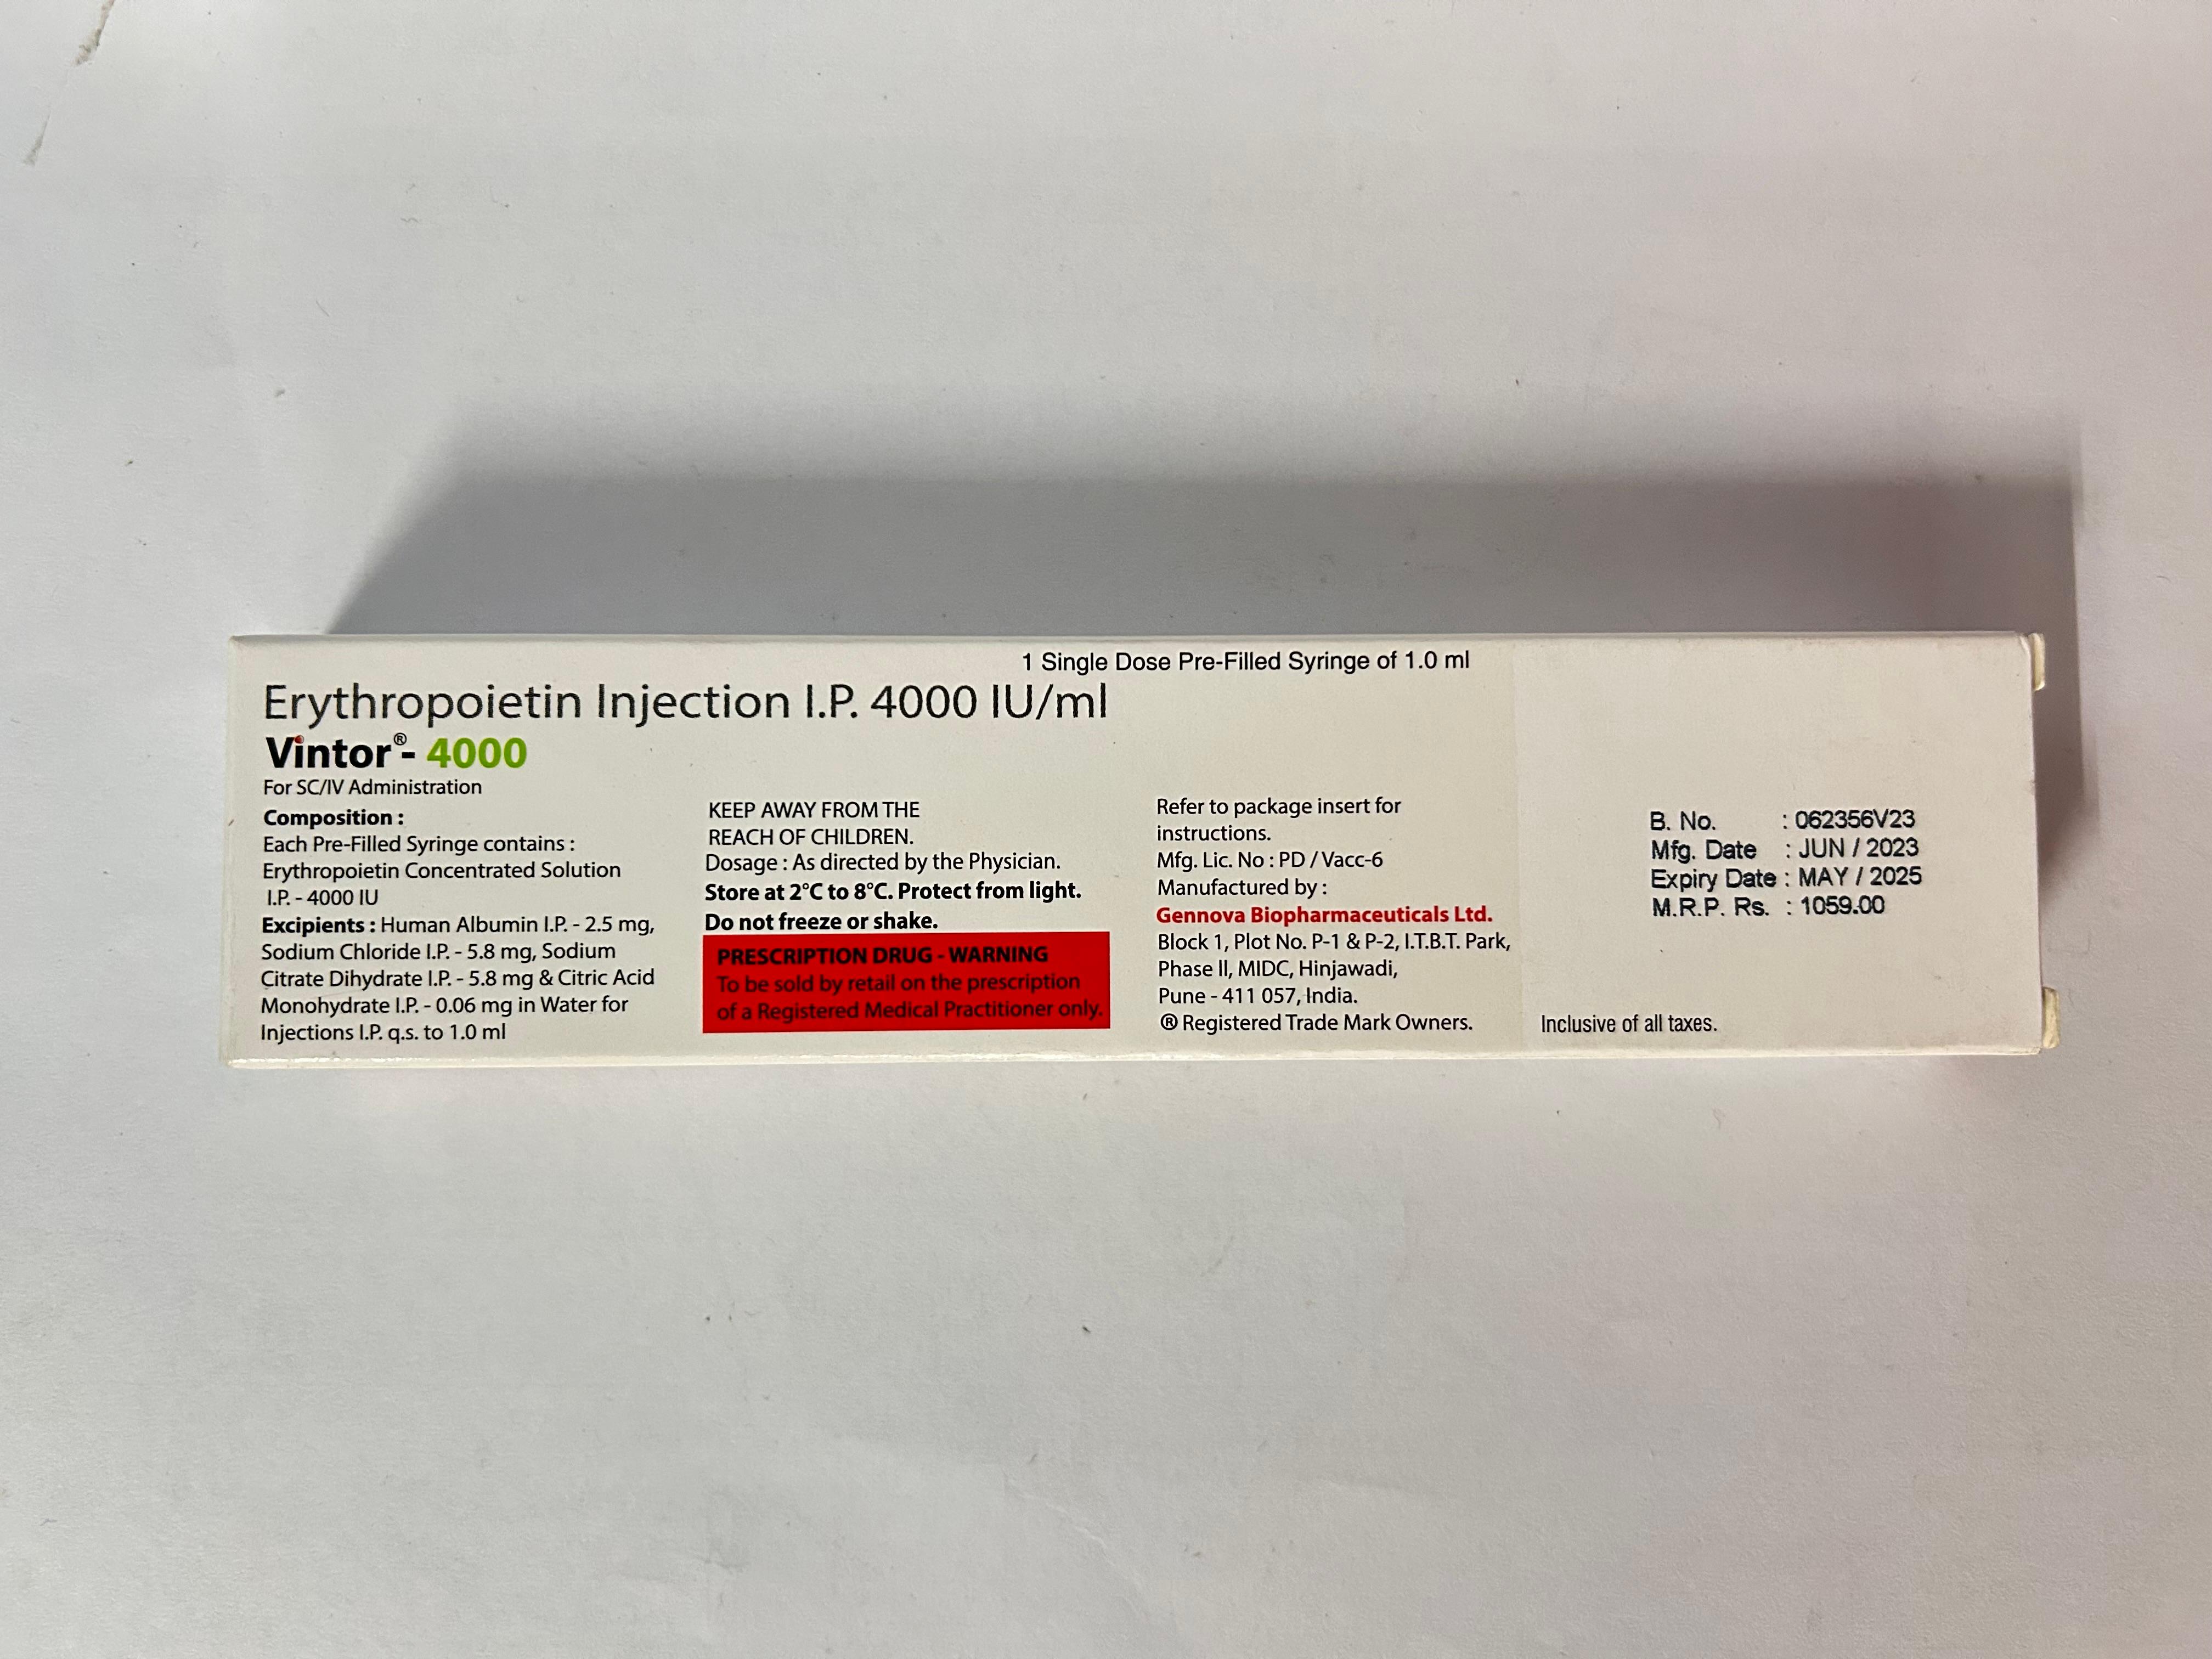 1 Single Dose Pre-Filled Syringe of 1.0 ml
Erythropoietin Injection I.P. 4000 IU/ml
Vintor®- 4000
For SC/IV Administration
Composition :
Each Pre-Filled Syringe contains :
Erythropoietin Concentrated Solution
I.P. - 4000 IU
Excipients : Human Albumin I.P. - 2.5 mg,
Sodium Chloride I.P. - 5.8 mg, Sodium
Citrate Dihydrate I.P. - 5.8 mg & Citric Acid
Monohydrate I.P. - 0.06 mg in Water for
Injections I.P. q.s. to 1.0 ml
KEEP AWAY FROM THE
REACH OF CHILDREN.
Dosage : As directed by the Physician.
Store at 2°C to 8°C. Protect from light.
Do not freeze or shake.
PRESCRIPTION DRUG - WARNING
To be sold by retail on the prescription
of a Registered Medical Practitioner only.
Refer to package insert for
instructions.
Mfg. Lic. No : PD / Vacc-6
Manufactured by :
Gennova Biopharmaceuticals Ltd.
Block 1, Plot No. P-1 & P-2, I.T.B.T. Park,
Phase II, MIDC, Hinjawadi,
Pune - 411 057, India.
® Registered Trade Mark Owners.
B. No. : 062356V23
Mfg. Date : JUN / 2023
Expiry Date : MAY / 2025
M.R.P. Rs. : 1059.00
Inclusive of all taxes.